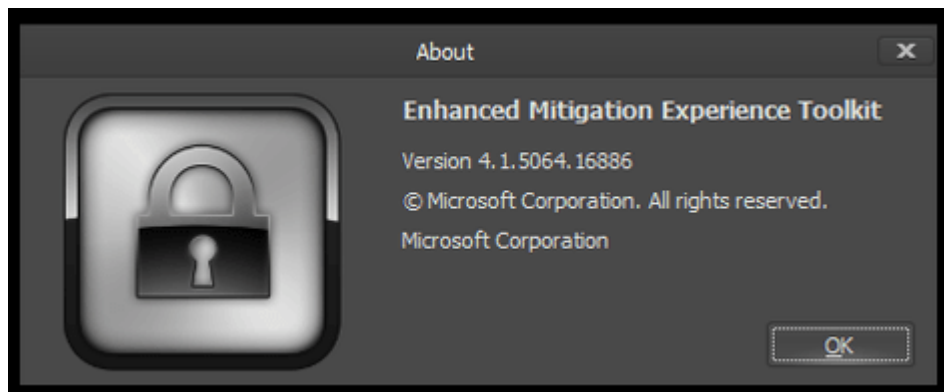 About
Enhanced Mitigation Experience Toolkit
Version 4.1.5064.16886
© Microsoft Corporation. All rights reserved.
Microsoft Corporation
OK